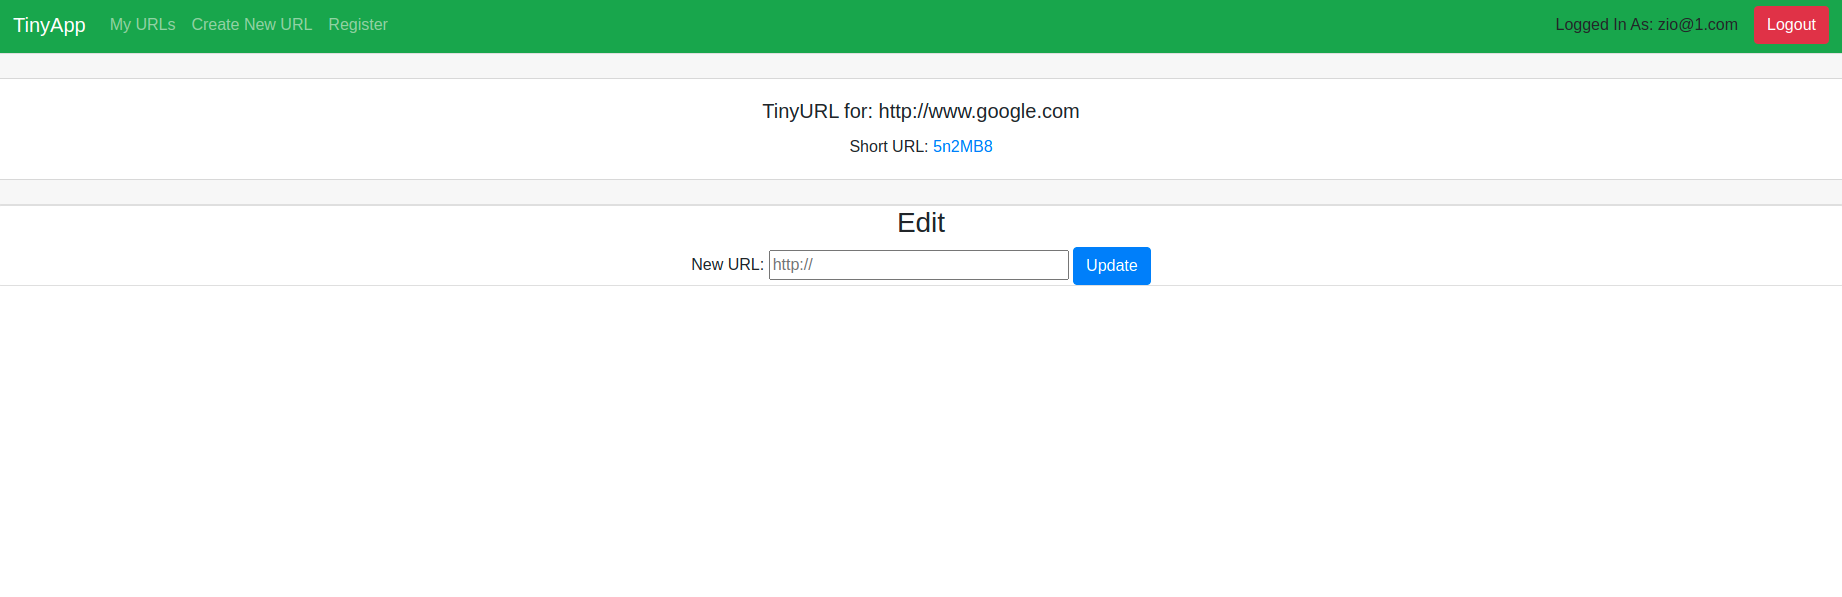 TinyApp My URLs Create New URL Register Logged In As: zio@1.com Logout
TinyURL for: http://www.google.com
Short URL: 5n2MB8
Edit
New URL: http:// Update